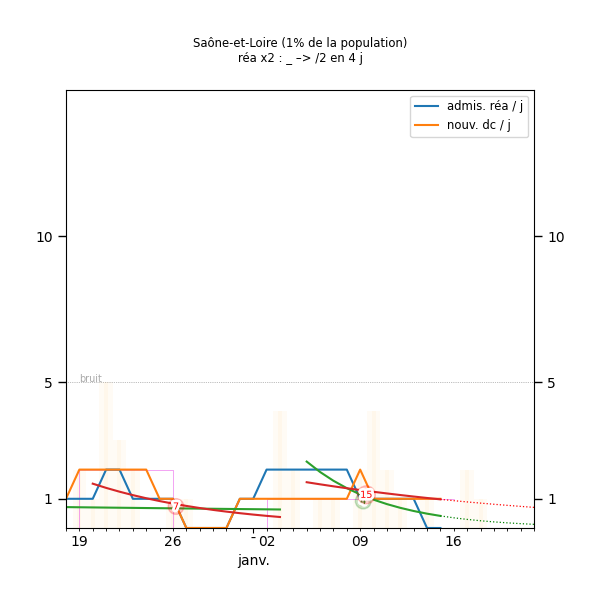 Saône-et-Loire (1% de la population)
réa x2 : _ –> /2 en 4 j
admis. réa / j
nouv. dc / j
10
10
bruit
5
5
1
1
7
15
19
26
-
02
09
16
janv.